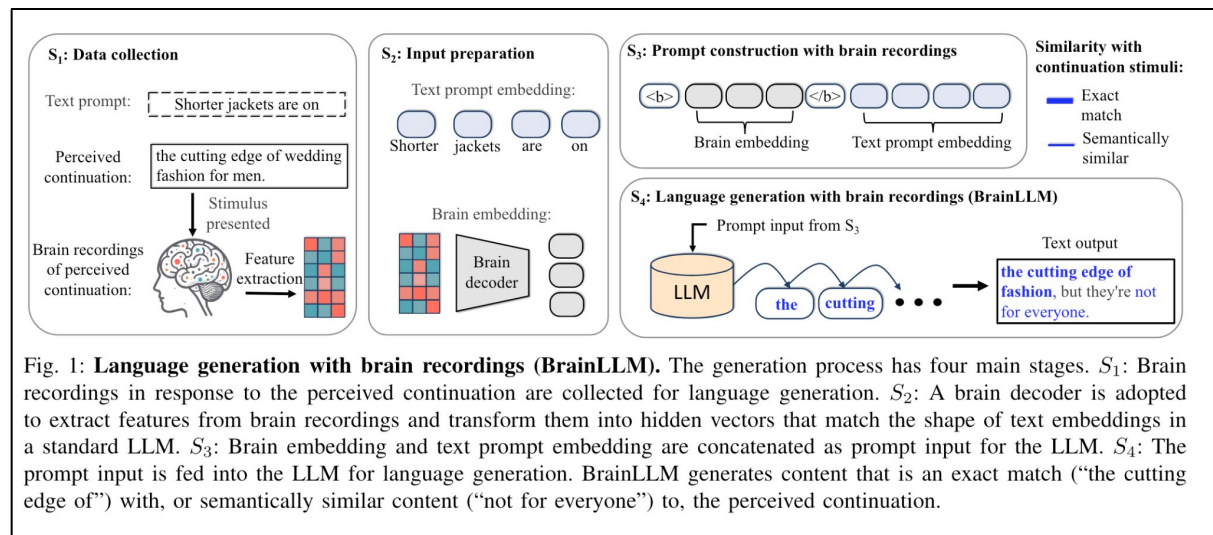 S₁: Data collection
Text prompt:
Shorter jackets are on
Perceived continuation:
the cutting edge of wedding
fashion for men.
Stimulus
presented
Brain recordings
of perceived
continuation:
Feature
extraction
S₂: Input preparation
Text prompt embedding:
Shorter jackets are on
Brain embedding:
Brain
decoder
S₃: Prompt construction with brain recordings
<b> </b>
Brain embedding Text prompt embedding
Similarity with
continuation stimuli:
Exact
match
Semantically
similar
S₄: Language generation with brain recordings (BrainLLM)
Prompt input from S₃
LLM
the cutting
Text output
the cutting edge of
fashion, but they're not
for everyone.
Fig. 1: Language generation with brain recordings (BrainLLM). The generation process has four main stages. S₁: Brain
recordings in response to the perceived continuation are collected for language generation. S₂: A brain decoder is adopted
to extract features from brain recordings and transform them into hidden vectors that match the shape of text embeddings in
a standard LLM. S₃: Brain embedding and text prompt embedding are concatenated as prompt input for the LLM. S₄: The
prompt input is fed into the LLM for language generation. BrainLLM generates content that is an exact match (“the cutting
edge of”) with, or semantically similar content (“not for everyone”) to, the perceived continuation.